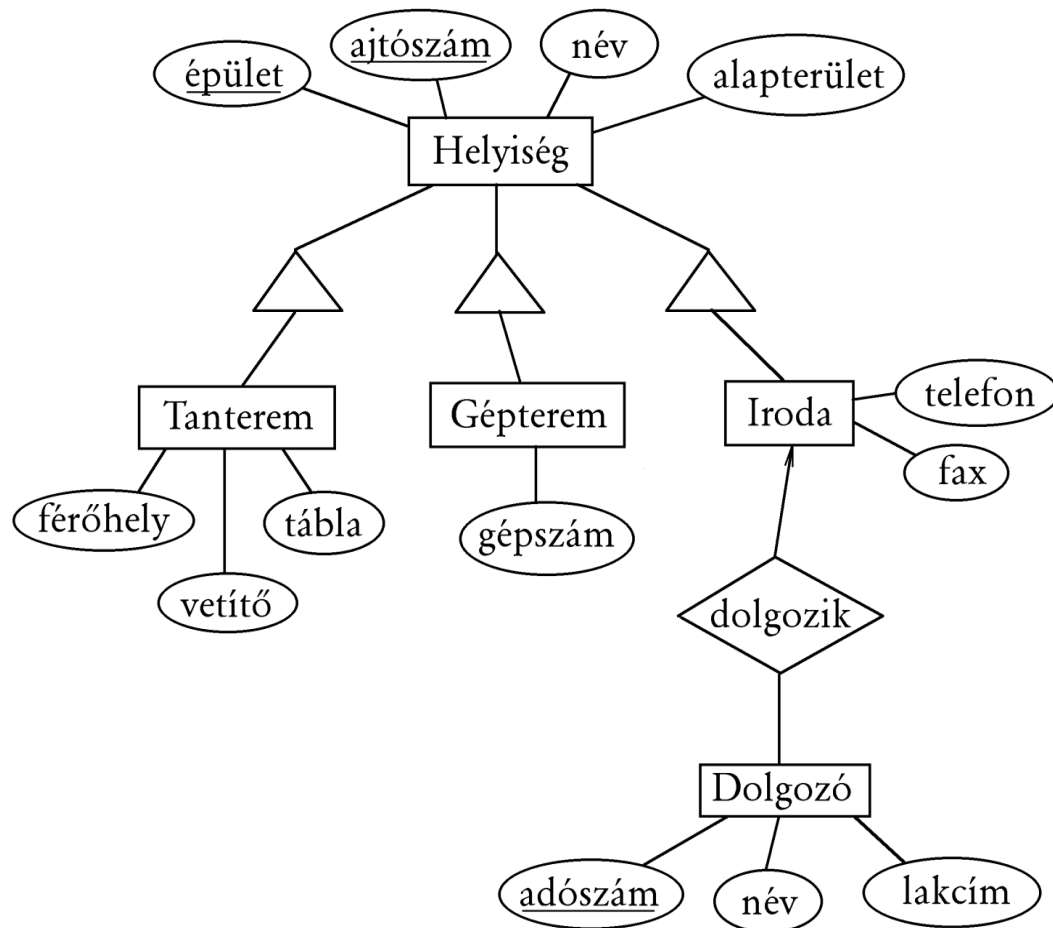 ajtószám
név
épület
alapterület
Helyiség
Tanterem
Gépterem
Iroda
telefon
fax
férőhely
tábla
gépszám
vetítő
dolgozik
Dolgozó
adószám
név
lakcím